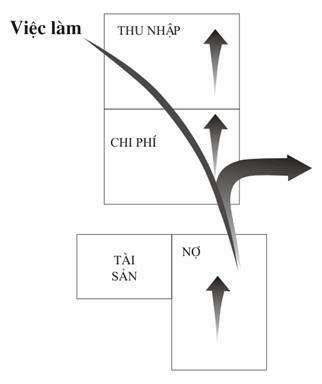 Việc làm
THU NHẬP
CHI PHÍ
TÀI
SẢN
NỢ